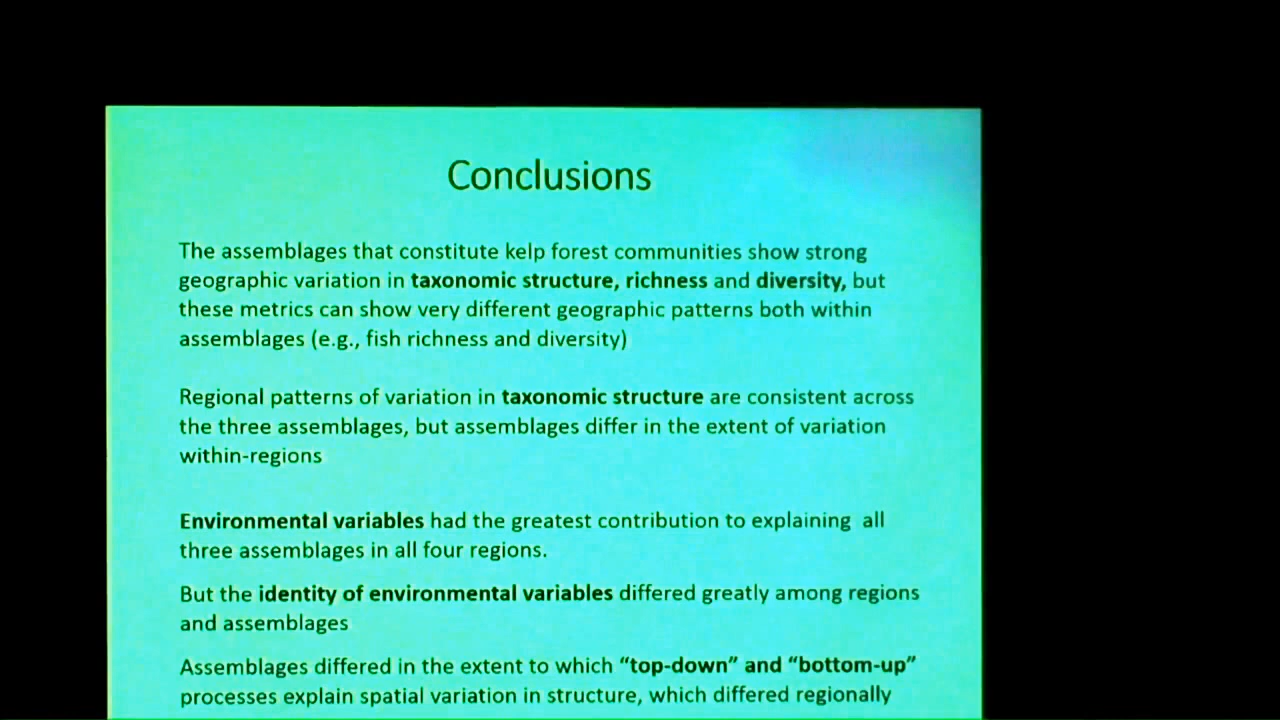 Conclusions
The assemblages that constitute kelp forest communities show strong
geographic variation in taxonomic structure, richness and diversity, but
these metrics can show very different geographic patterns both within
assemblages (e.g., fish richness and diversity)
Regional patterns of variation in taxonomic structure are consistent across
the three assemblages, but assemblages differ in the extent of variation
within-regions
Environmental variables had the greatest contribution to explaining all
three assemblages in all four regions.
But the identity of environmental variables differed greatly among regions
and assemblages
Assemblages differed in the extent to which “top-down” and “bottom-up”
processes explain spatial variation in structure, which differed regionally